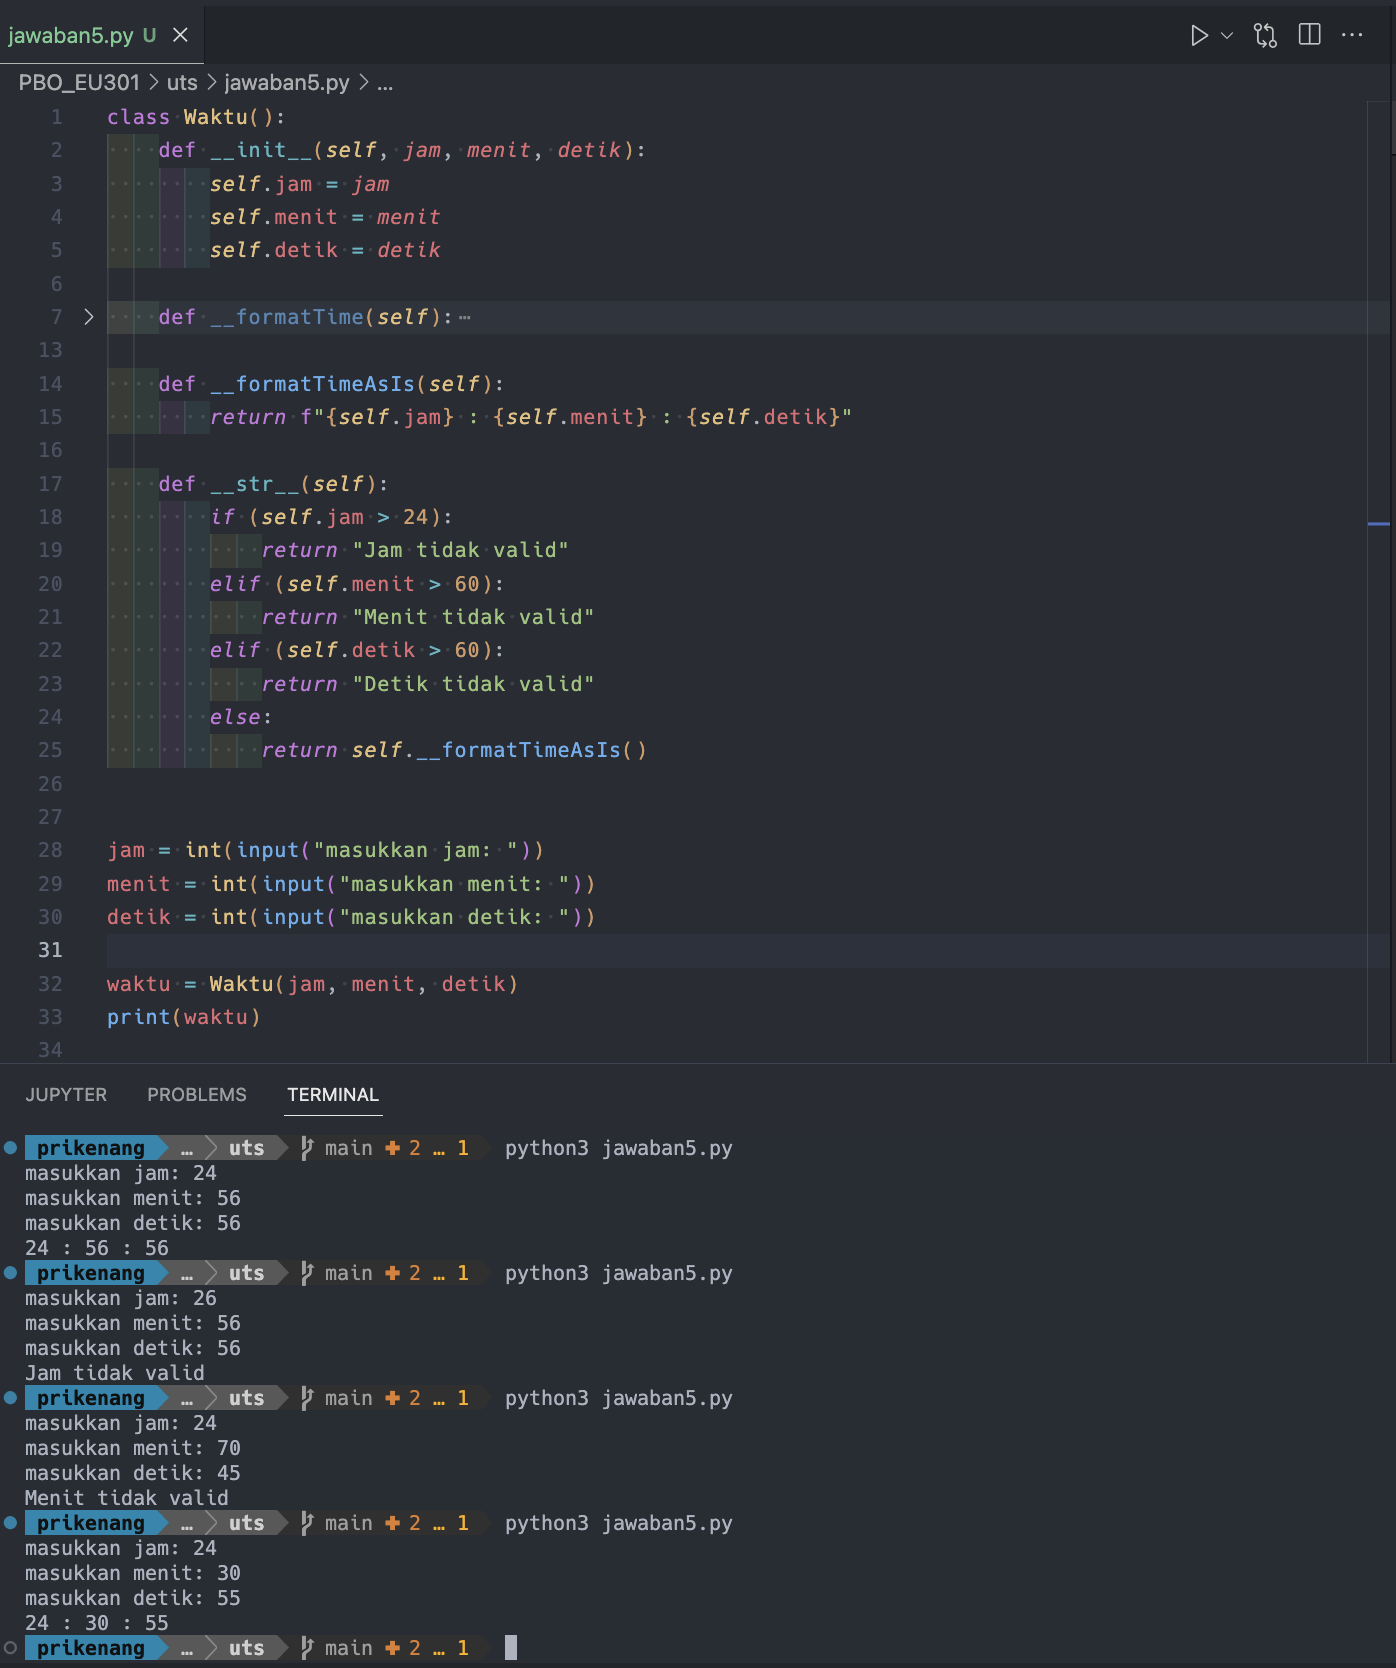 jawaban5.py U
PBO_EU301 > uts > jawaban5.py > ...
1 class Waktu():
2     def __init__(self, jam, menit, detik):
3         self.jam = jam
4         self.menit = menit
5         self.detik = detik
6
7     def __formatTime(self): ⋯
13
14     def __formatTimeAsIs(self):
15         return f"{self.jam} : {self.menit} : {self.detik}"
16
17     def __str__(self):
18         if (self.jam > 24):
19             return "Jam tidak valid"
20         elif (self.menit > 60):
21             return "Menit tidak valid"
22         elif (self.detik > 60):
23             return "Detik tidak valid"
24         else:
25             return self.__formatTimeAsIs()
26
27
28 jam = int(input("masukkan jam: "))
29 menit = int(input("masukkan menit: "))
30 detik = int(input("masukkan detik: "))
31
32 waktu = Waktu(jam, menit, detik)
33 print(waktu)
34
JUPYTER PROBLEMS TERMINAL
prikenang … uts main + 2 … 1 python3 jawaban5.py
masukkan jam: 24
masukkan menit: 56
masukkan detik: 56
24 : 56 : 56
prikenang … uts main + 2 … 1 python3 jawaban5.py
masukkan jam: 26
masukkan menit: 56
masukkan detik: 56
Jam tidak valid
prikenang … uts main + 2 … 1 python3 jawaban5.py
masukkan jam: 24
masukkan menit: 70
masukkan detik: 45
Menit tidak valid
prikenang … uts main + 2 … 1 python3 jawaban5.py
masukkan jam: 24
masukkan menit: 30
masukkan detik: 55
24 : 30 : 55
prikenang … uts main + 2 … 1